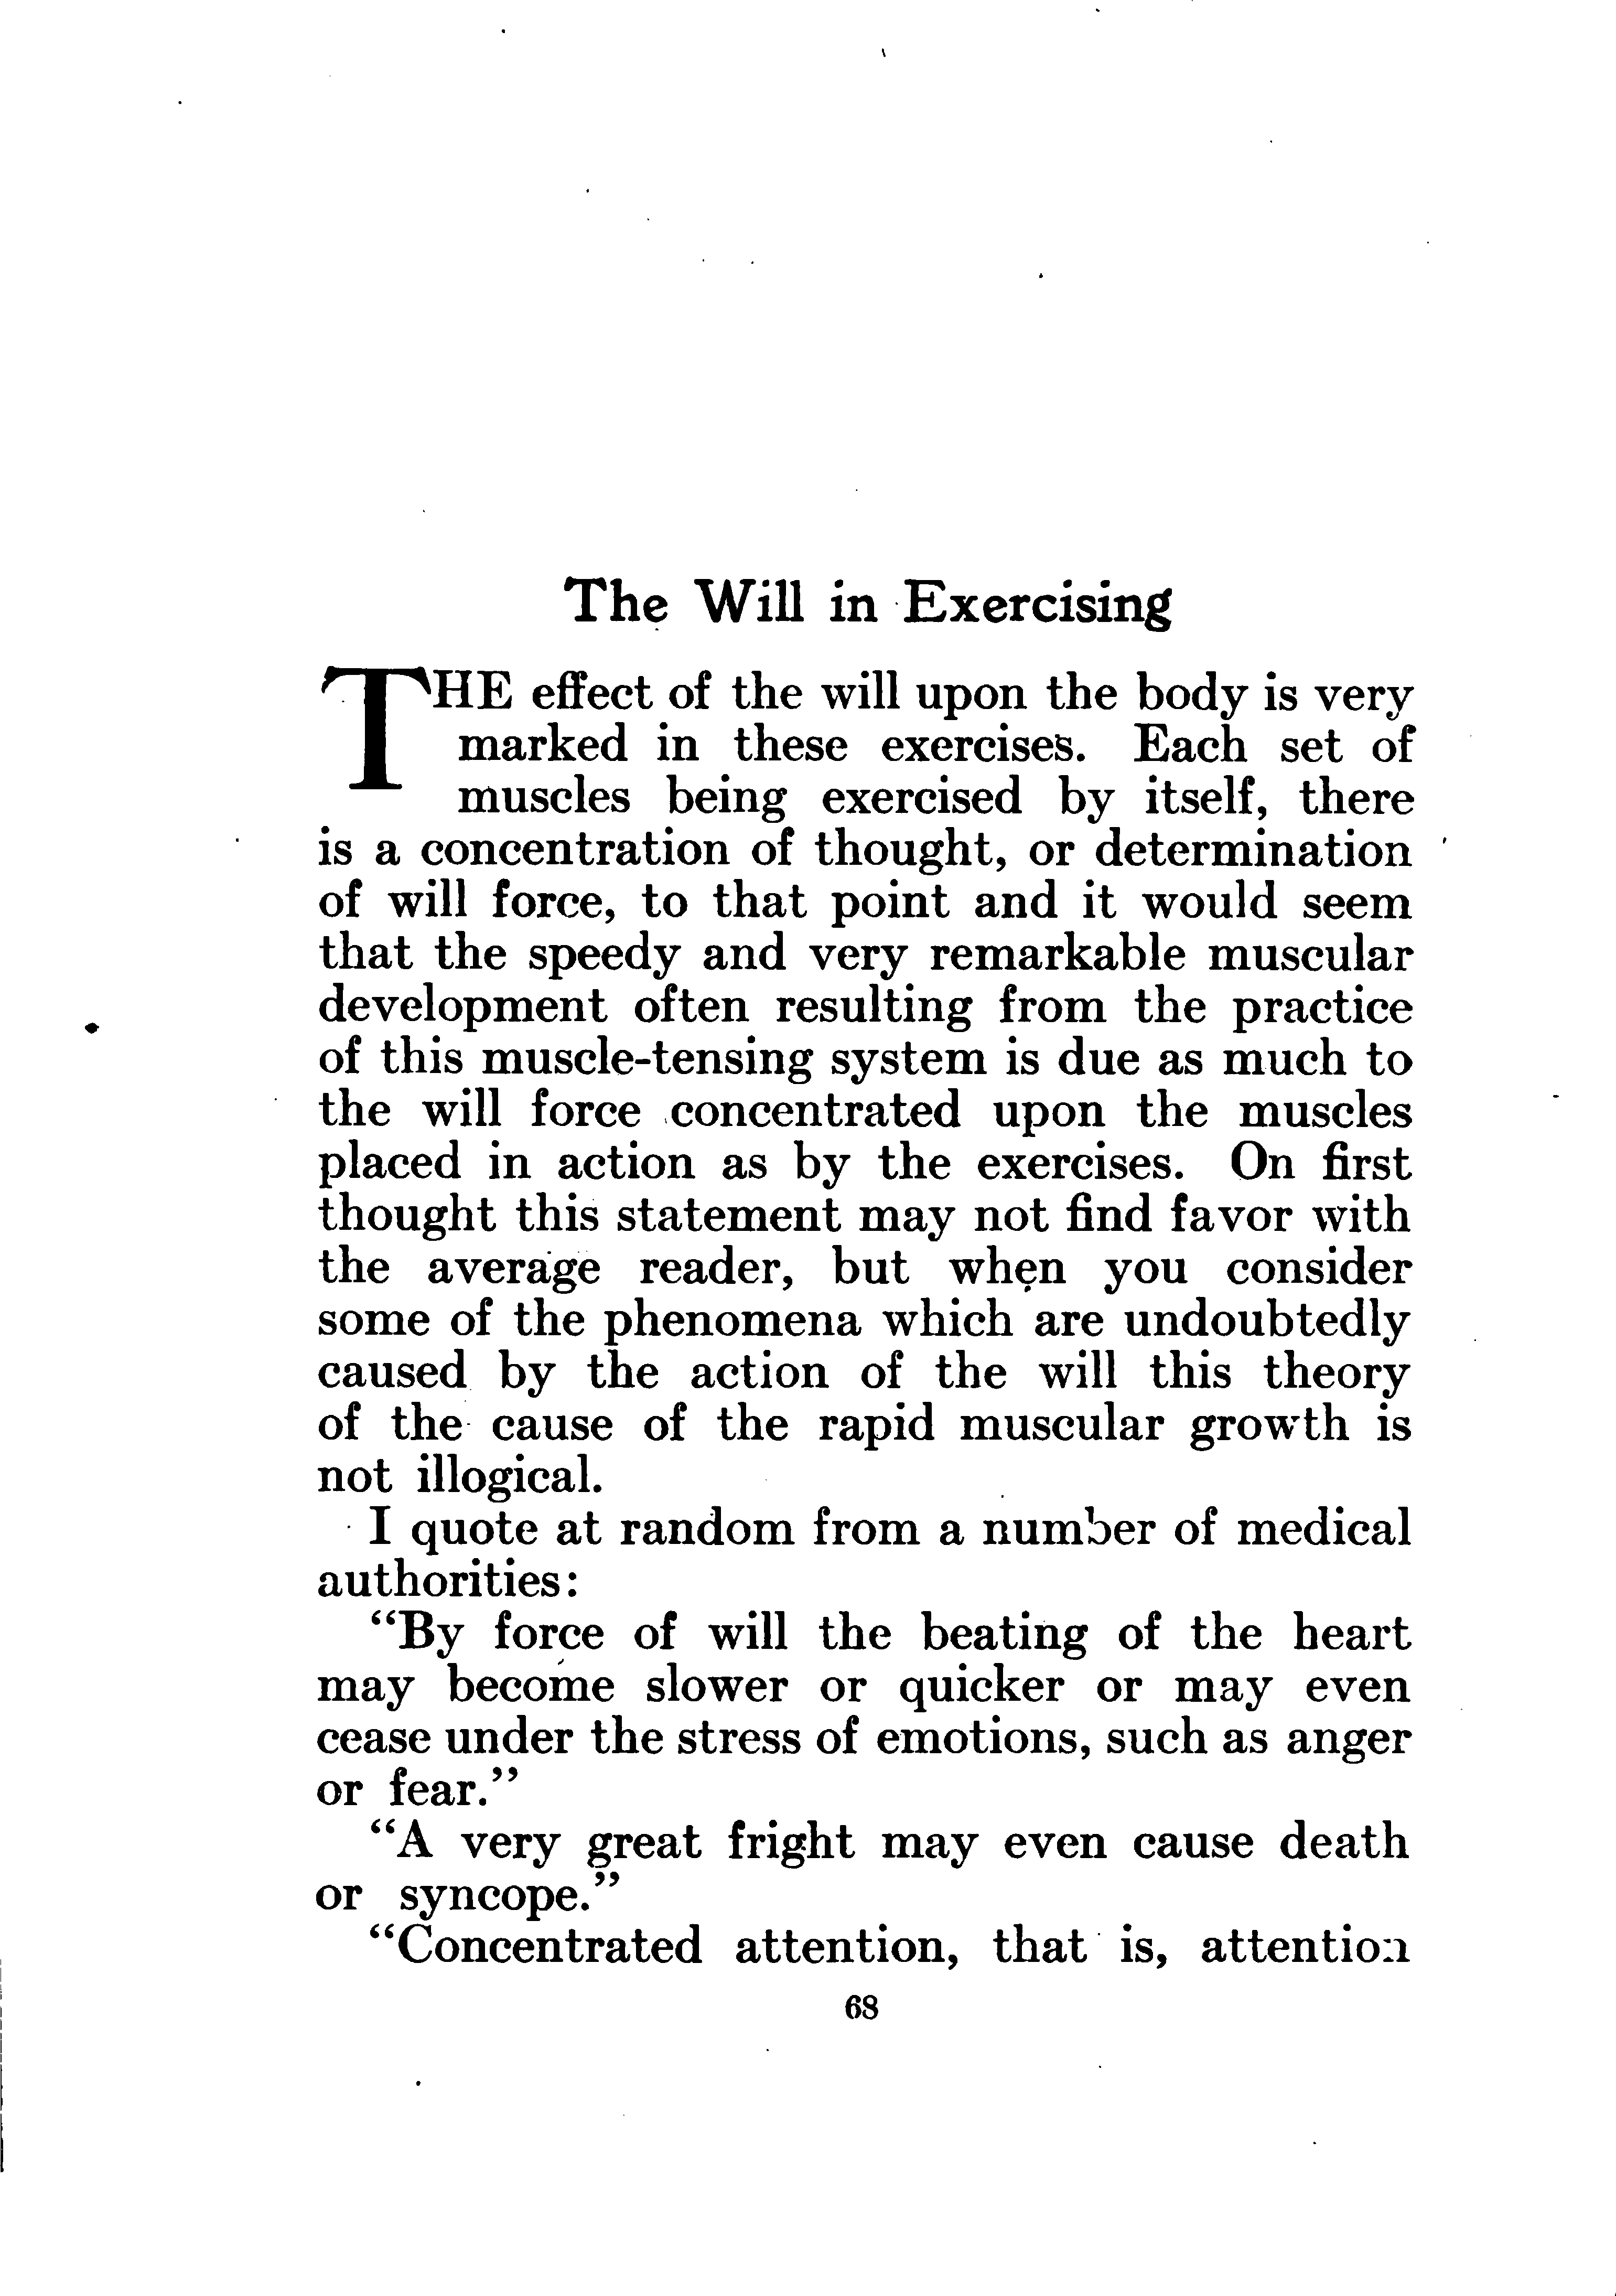 The Will in Exercising
THE effect of the will upon the body is very
marked in these exercises. Each set of
muscles being exercised by itself, there
is a concentration of thought, or determination
of will force, to that point and it would seem
that the speedy and very remarkable muscular
development often resulting from the practice
of this muscle-tensing system is due as much to
the will force concentrated upon the muscles
placed in action as by the exercises. On first
thought this statement may not find favor with
the average reader, but when you consider
some of the phenomena which are undoubtedly
caused by the action of the will this theory
of the cause of the rapid muscular growth is
not illogical.
I quote at random from a number of medical
authorities:
“By force of will the beating of the heart
may become slower or quicker or may even
cease under the stress of emotions, such as anger
or fear.”
“A very great fright may even cause death
or syncope.”
“Concentrated attention, that is, attention
68